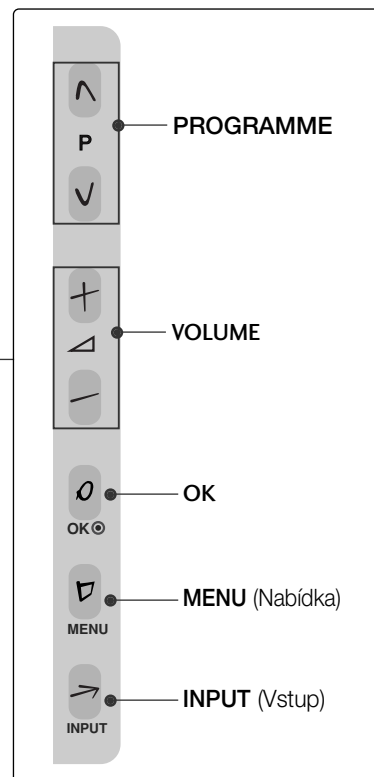 PROGRAMME
P
VOLUME
OK
OK
MENU (Nabídka)
MENU
INPUT (Vstup)
INPUT